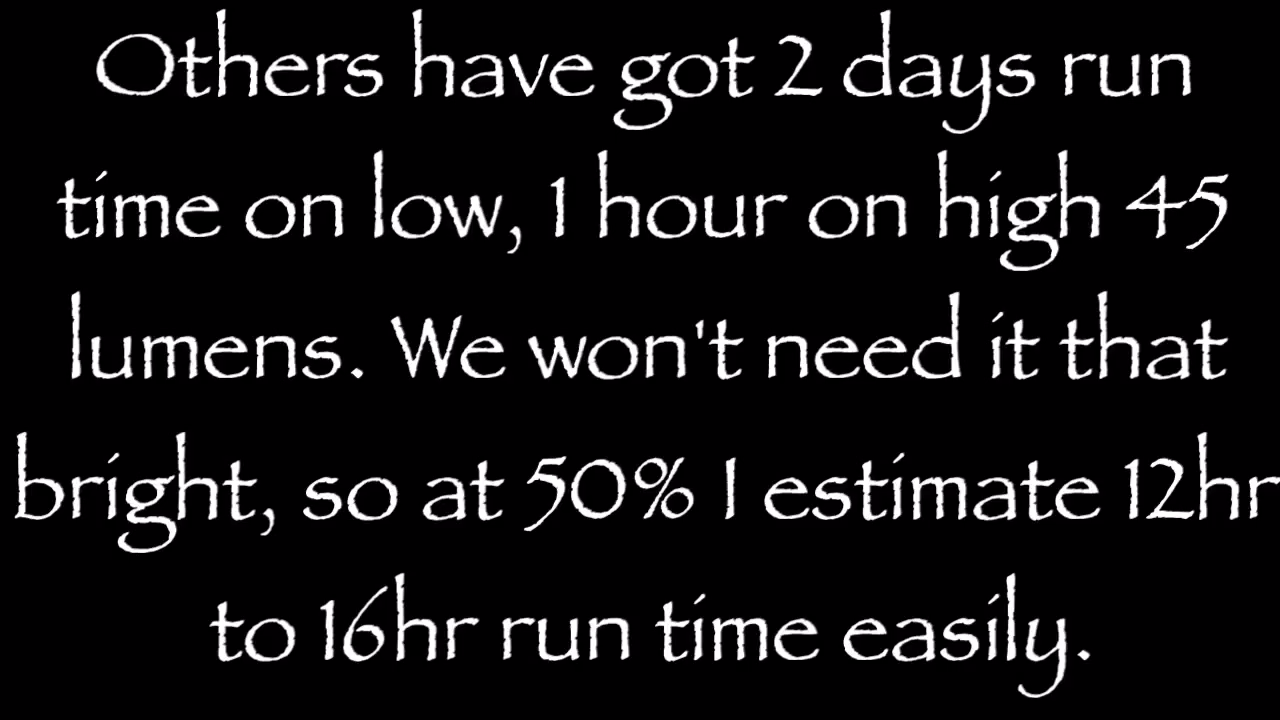 Others have got 2 days run
time on low, 1 hour on high 45
lumens. We won't need it that
bright, so at 50% I estimate 12hr
to 16hr run time easily.